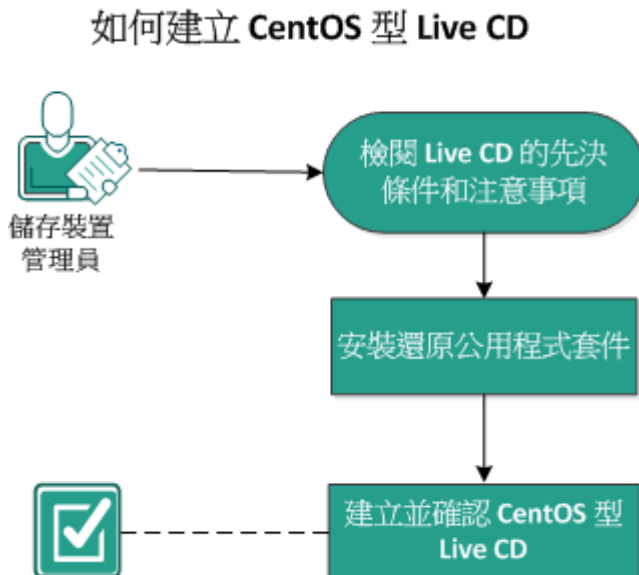 如何建立 CentOS 型 Live CD
儲存裝置
管理員
檢閱 Live CD 的先決
條件和注意事項
安裝還原公用程式套件
建立並確認 CentOS 型
Live CD